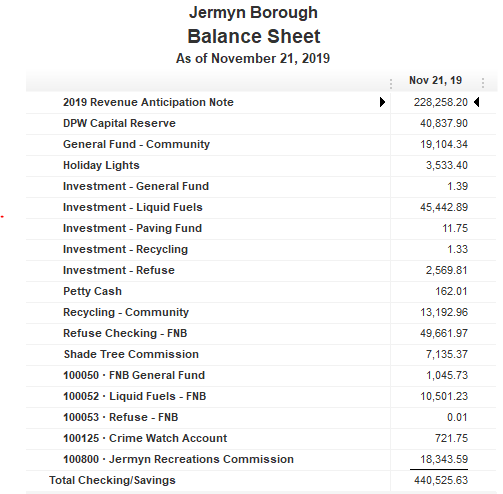 Jermyn Borough
Balance Sheet
As of November 21, 2019
Nov 21, 19
2019 Revenue Anticipation Note 228,258.20
DPW Capital Reserve 40,837.90
General Fund - Community 19,104.34
Holiday Lights 3,533.40
Investment - General Fund 1.39
Investment - Liquid Fuels 45,442.89
Investment - Paving Fund 11.75
Investment - Recycling 1.33
Investment - Refuse 2,569.81
Petty Cash 162.01
Recycling - Community 13,192.96
Refuse Checking - FNB 49,661.97
Shade Tree Commission 7,135.37
100050 · FNB General Fund 1,045.73
100052 · Liquid Fuels - FNB 10,501.23
100053 · Refuse - FNB 0.01
100125 · Crime Watch Account 721.75
100800 · Jermyn Recreations Commission 18,343.59
Total Checking/Savings 440,525.63